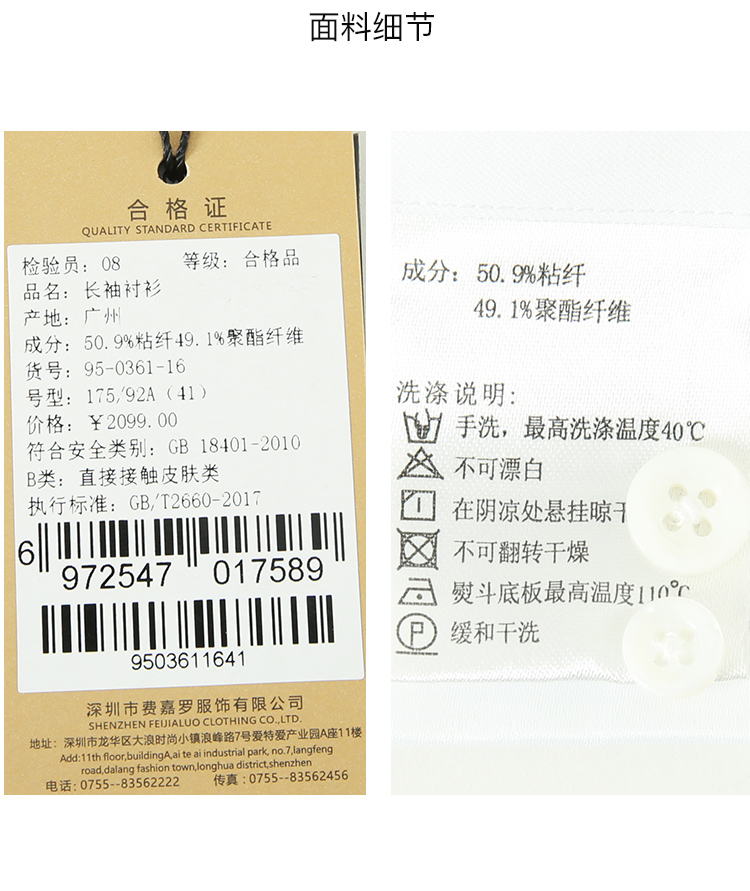 面料细节
合格证
QUALITY STANDARD CERTIFICATE
检验员：08 等级：合格品
品名：长袖衬衫
产地：广州
成分：50.9%粘纤49.1%聚酯纤维
货号：95-0361-16
号型：175/92A（41）
价格：￥2099.00
符合安全类别：GB 18401-2010
B类：直接接触皮肤类
执行标准：GB/T2660-2017
6 972547 017589
9503611641
深圳市费嘉罗服饰有限公司
SHENZHEN FEIJIALUO CLOTHING CO.,LTD.
地址：深圳市龙华区大浪时尚小镇浪峰路7号爱特爱产业园A座11楼
Add:11th floor,buildingA,ai te ai industrial park, no.7,langfeng
road,dalang fashion town,longhua district,shenzhen
电话：0755--83562222 传真：0755--83562456
成分：50.9%粘纤
49.1%聚酯纤维
洗涤说明:
手洗，最高洗涤温度40℃
不可漂白
在阴凉处悬挂晾干
不可翻转干燥
熨斗底板最高温度110℃
P 缓和干洗